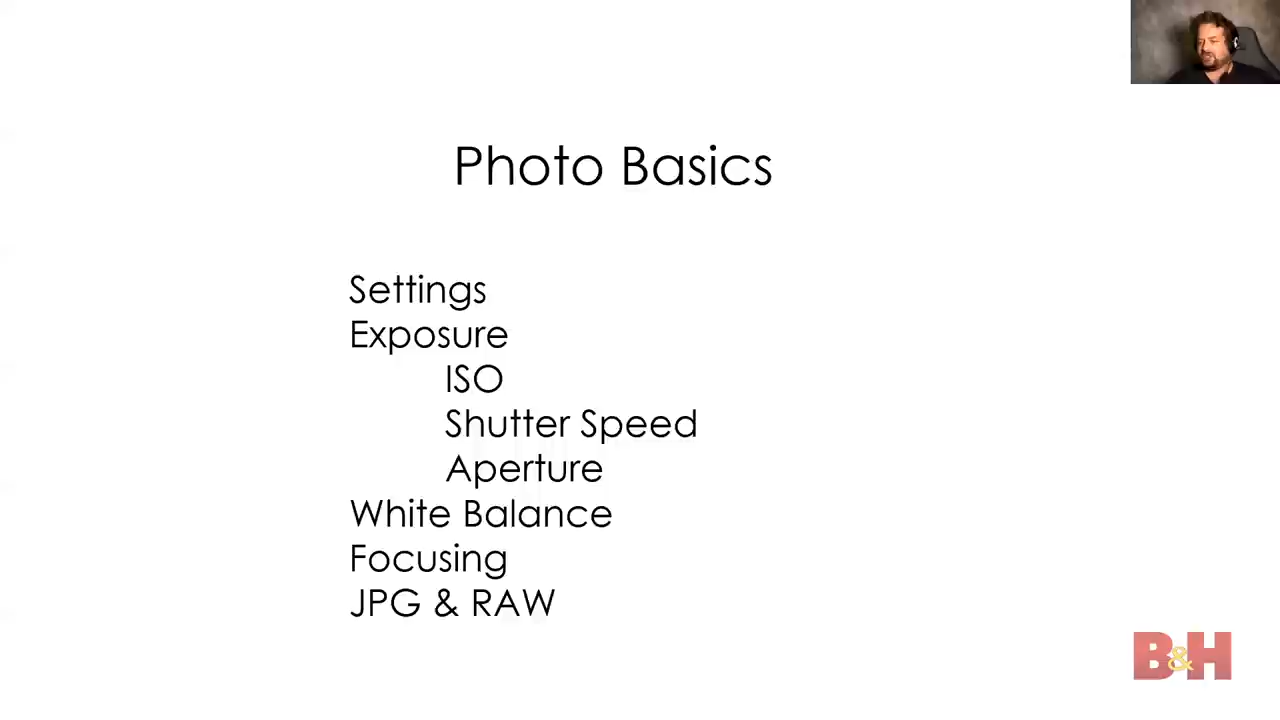 Photo Basics
Settings
Exposure
ISO
Shutter Speed
Aperture
White Balance
Focusing
JPG & RAW
B&H